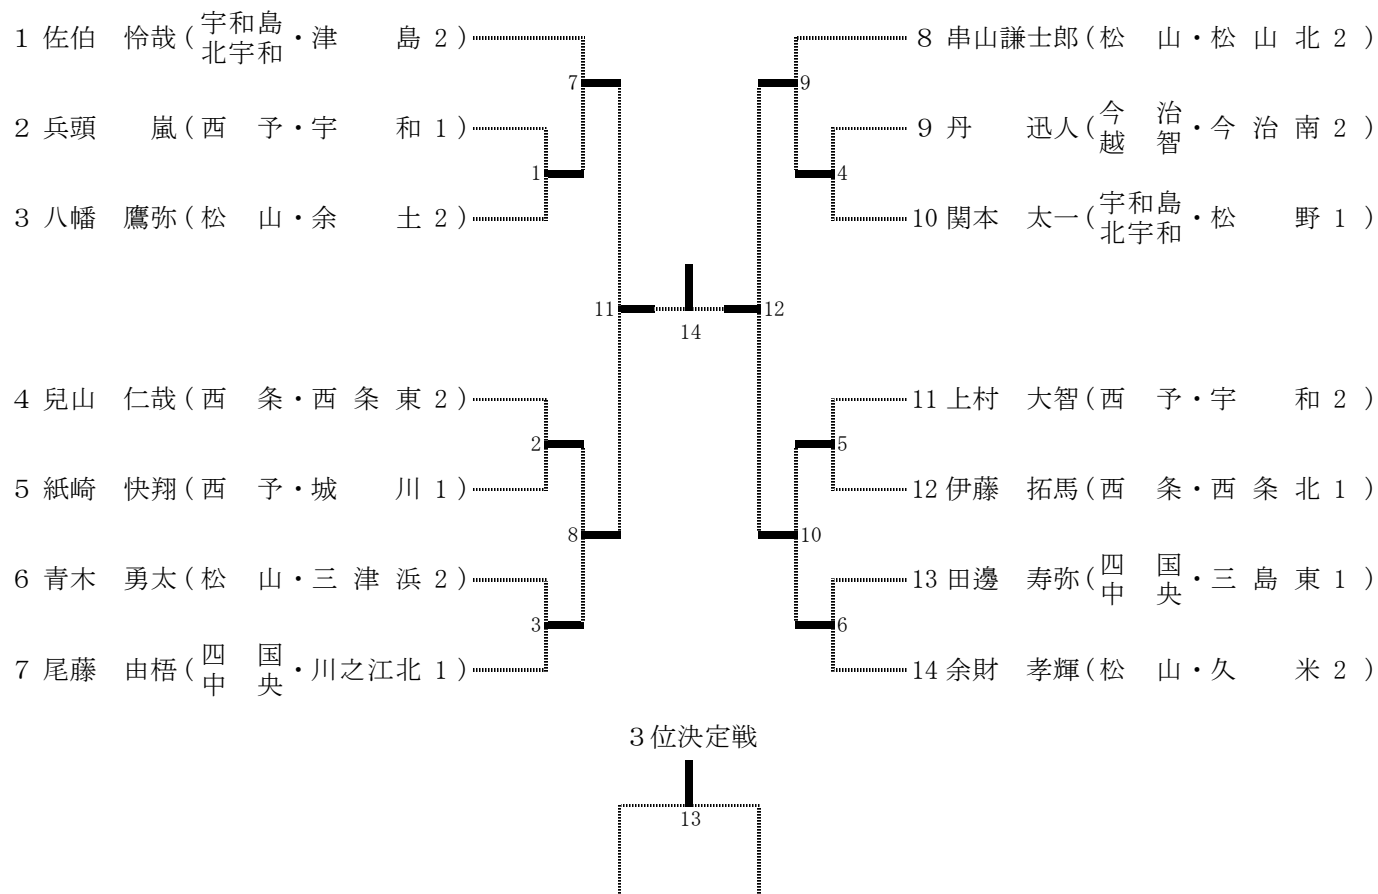 1 佐伯 怜哉(宇和島北宇和・津 島 2)
7
2 兵頭 嵐(西 予・宇 和 1)
1
3 八幡 鷹弥(松 山・余 土 2)
11
4 兒山 仁哉(西 条・西 条 東 2)
2
5 紙崎 快翔(西 予・城 川 1)
8
6 青木 勇太(松 山・三 津 浜 2)
3
7 尾藤 由梧(四 国中 央・川之江北 1)
14
8 串山謙士郎(松 山・松 山 北 2)
9
9 丹 迅人(今 治越 智・今 治 南 2)
4
10 関本 太一(宇和島北宇和・松 野 1)
12
11 上村 大智(西 予・宇 和 2)
5
12 伊藤 拓馬(西 条・西 条 北 1)
10
13 田邊 寿弥(四 国中 央・三 島 東 1)
6
14 余財 孝輝(松 山・久 米 2)
3位決定戦
13